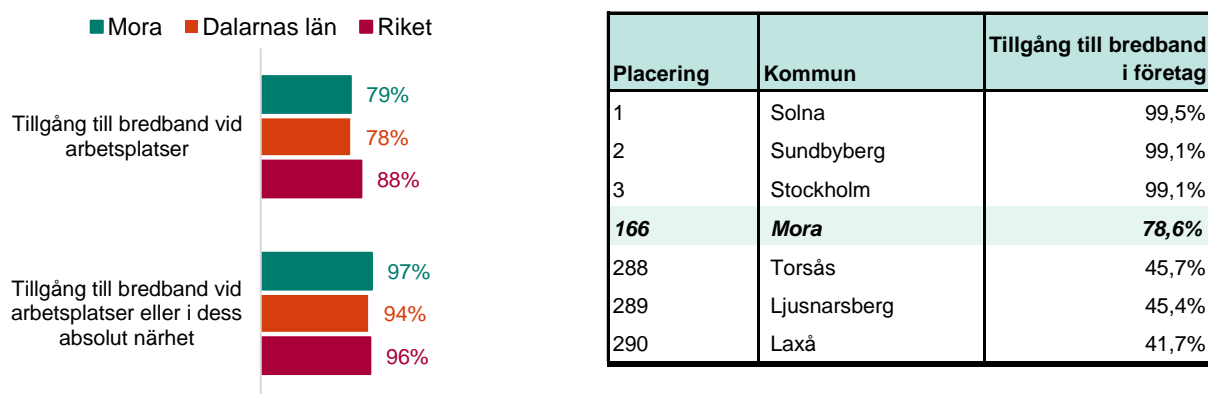 Mora Dalarnas län Riket
Tillgång till bredband vid
arbetsplatser
79%
78%
88%
Tillgång till bredband vid
arbetsplatser eller i dess
absolut närhet
97%
94%
96%
Placering Kommun Tillgång till bredband
i företag
1 Solna 99,5%
2 Sundbyberg 99,1%
3 Stockholm 99,1%
166 Mora 78,6%
288 Torsås 45,7%
289 Ljusnarsberg 45,4%
290 Laxå 41,7%